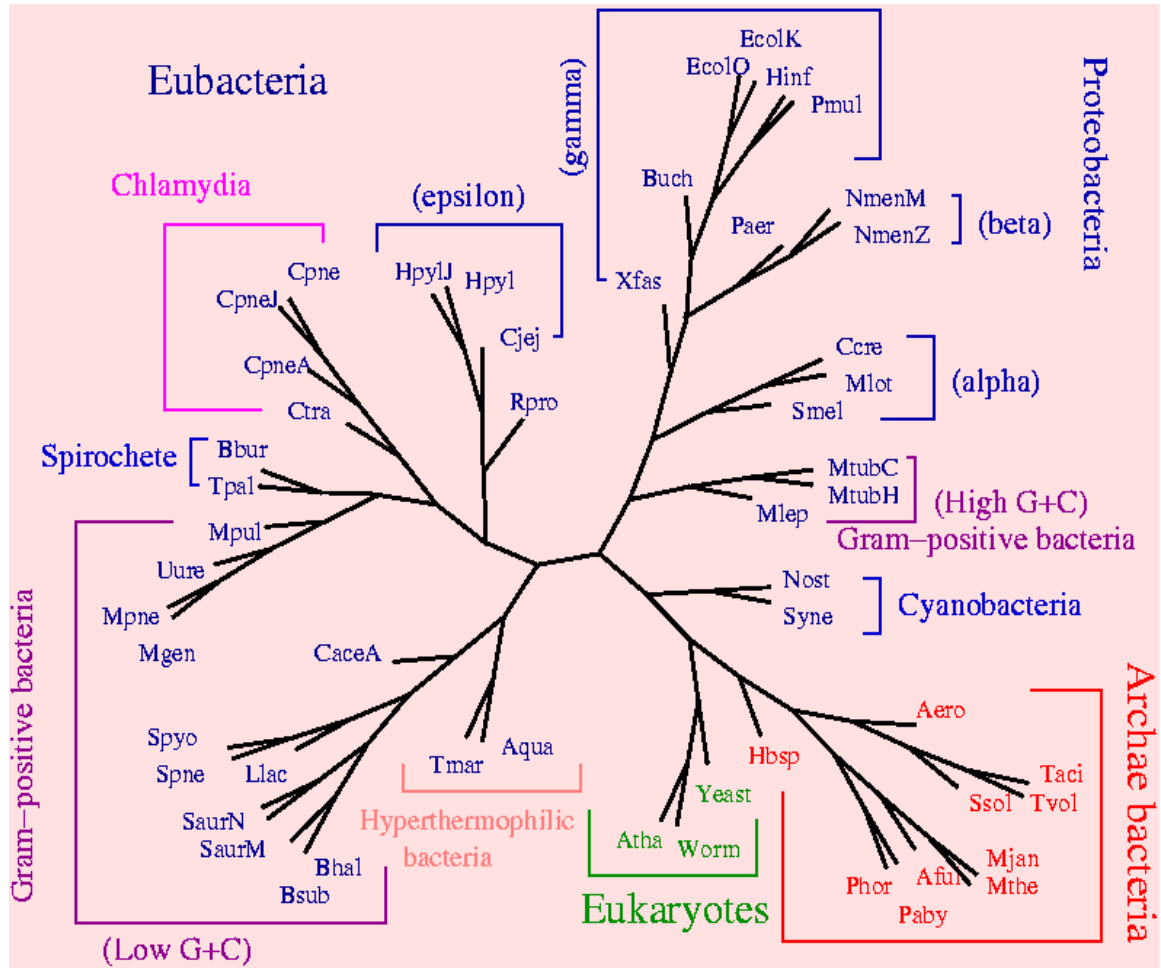 Eubacteria
Proteobacteria
(gamma)
EcolK
EcolO
Hinf
Pmul
Buch
Paer
NmenM
NmenZ
(beta)
Xfas
Chlamydia
Cpne
CpneJ
CpneA
Ctra
(epsilon)
HpylJ
Hpyl
Cjej
Rpro
Ccre
Mlot
Smel
(alpha)
Spirochete
Bbur
Tpal
MtubC
MtubH
Mlep
(High G+C)
Gram-positive bacteria
Mpul
Uure
Mpne
Mgen
Nost
Syne
Cyanobacteria
Gram-positive bacteria
CaceA
Spyo
Spne
Llac
SaurN
SaurM
Bhal
Bsub
(Low G+C)
Tmar
Aqua
Hyperthermophilic
bacteria
Yeast
Atha
Worm
Eukaryotes
Hbsp
Aero
Taci
Tvol
Ssol
Mjan
Mthe
Aful
Phor
Paby
Archae bacteria